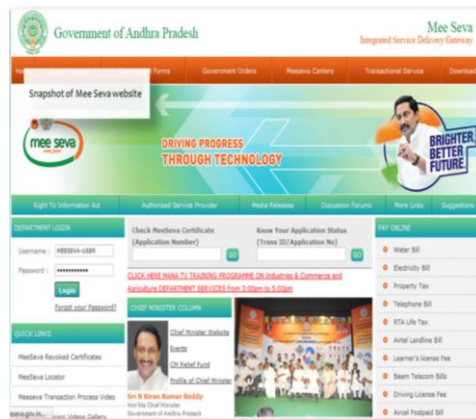 Government of Andhra Pradesh
Mee Seva
Integrated Service Delivery Gateway
Forms
Government Orders
Meeseva Centers
Transactional Service
Download
Snapshot of Mee Seva website
mee seva
DRIVING PROGRESS
THROUGH TECHNOLOGY
BRIGHTER,
BETTER
FUTURE
Right To Information Act
Authorized Service Provider
Media Releases
Discussion Forums
More Links
Suggestions
DEPARTMENT LOGIN
Username : MEESEVA-USER
Password :
Login
Forgot your Password?
QUICK LINKS
MeeSeva Revoked Certificates
MeeSeva Locator
Meeseva Transaction Process Video
Videos Gallery
Check MeeSeva Certificate
(Application Number)
GO
Know Your Application Status
(Trans ID/Application No)
GO
CLICK HERE MANA TV TRAINING PROGRAMME ON Industries & Commerce and
Agriculture DEPARTMENT SERVICES from 3:00pm to 5:00pm
CHIEF MINISTER COLUMN
Chief Minister Website
Events
CM Relief Fund
Profile of Chief Minister
Sri N Kiran Kumar Reddy
Hon'ble Chief Minister
Government of Andhra Pradesh
PAY ONLINE
Water Bill
Electricity Bill
Property Tax
Telephone Bill
RTA Life Tax
Airtel Landline Bill
Learner's license Fee
Beam Telecom Bills
Driving License Fee
Aircel Postpaid Bill